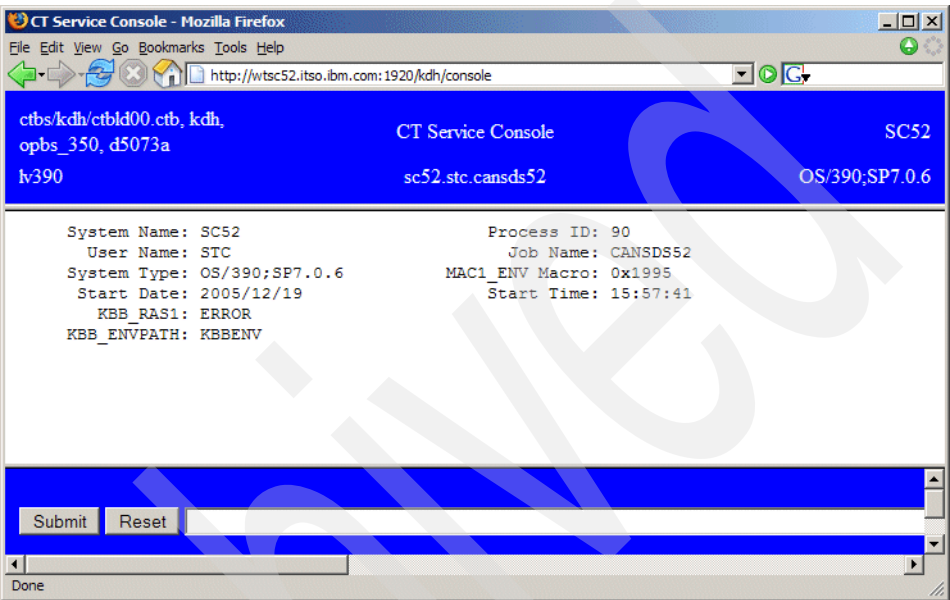 CT Service Console - Mozilla Firefox
File Edit View Go Bookmarks Tools Help
http://wtsc52.itso.ibm.com:1920/kdh/console
G
ctbs/kdh/ctbld00.ctb, kdh,
opbs_350, d5073a
CT Service Console
SC52
lv390
sc52.stc.cansds52
OS/390;SP7.0.6
System Name: SC52 Process ID: 90
User Name: STC Job Name: CANSDS52
System Type: OS/390;SP7.0.6 MAC1_ENV Macro: 0x1995
Start Date: 2005/12/19 Start Time: 15:57:41
KBB_RAS1: ERROR
KBB_ENVPATH: KBBENV
Submit Reset
Done
hived